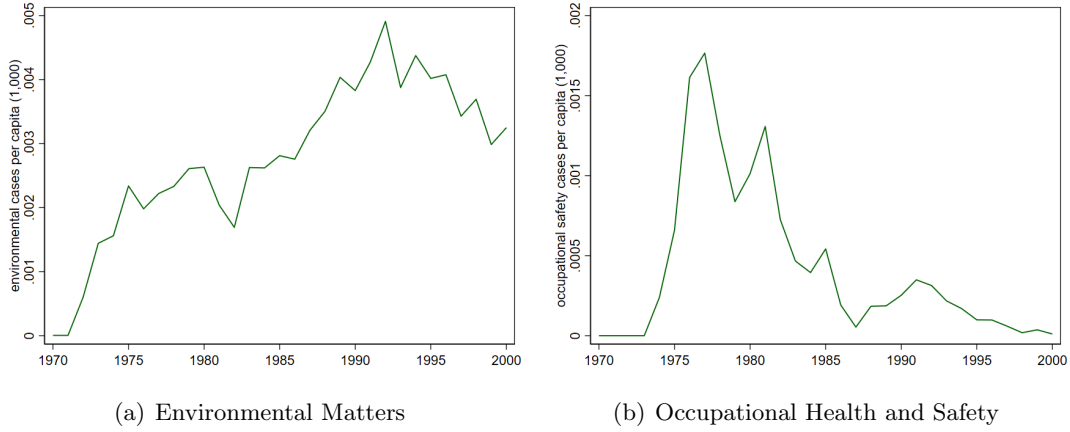 environmental cases per capita (1,000)
.005
.004
.003
.002
.001
0
1970 1975 1980 1985 1990 1995 2000
(a) Environmental Matters
occupational safety cases per capita (1,000)
.002
.0015
.001
.0005
0
1970 1975 1980 1985 1990 1995 2000
(b) Occupational Health and Safety